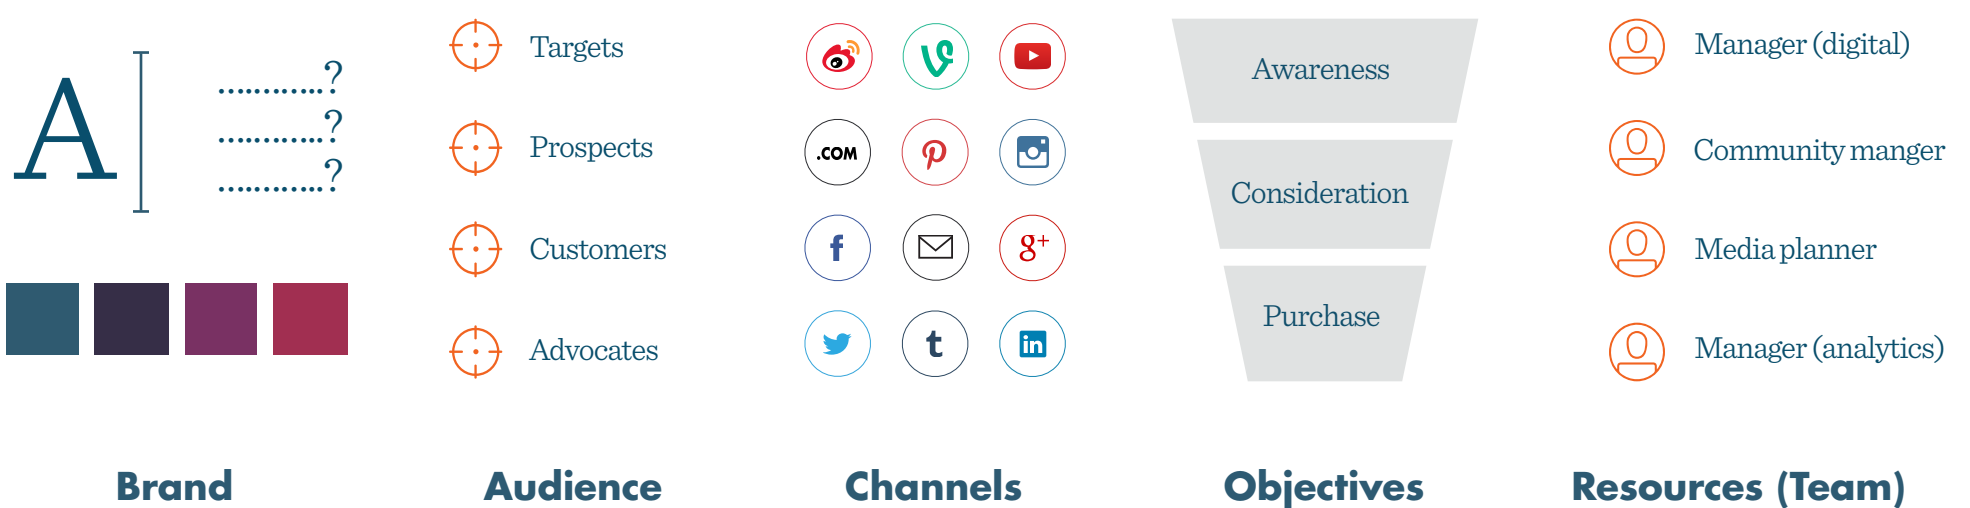 A
............?
............?
............?
Brand
Targets
Prospects
Customers
Advocates
Audience
.COM
f
g+
t
in
Channels
Awareness
Consideration
Purchase
Objectives
Manager (digital)
Community manger
Media planner
Manager (analytics)
Resources (Team)